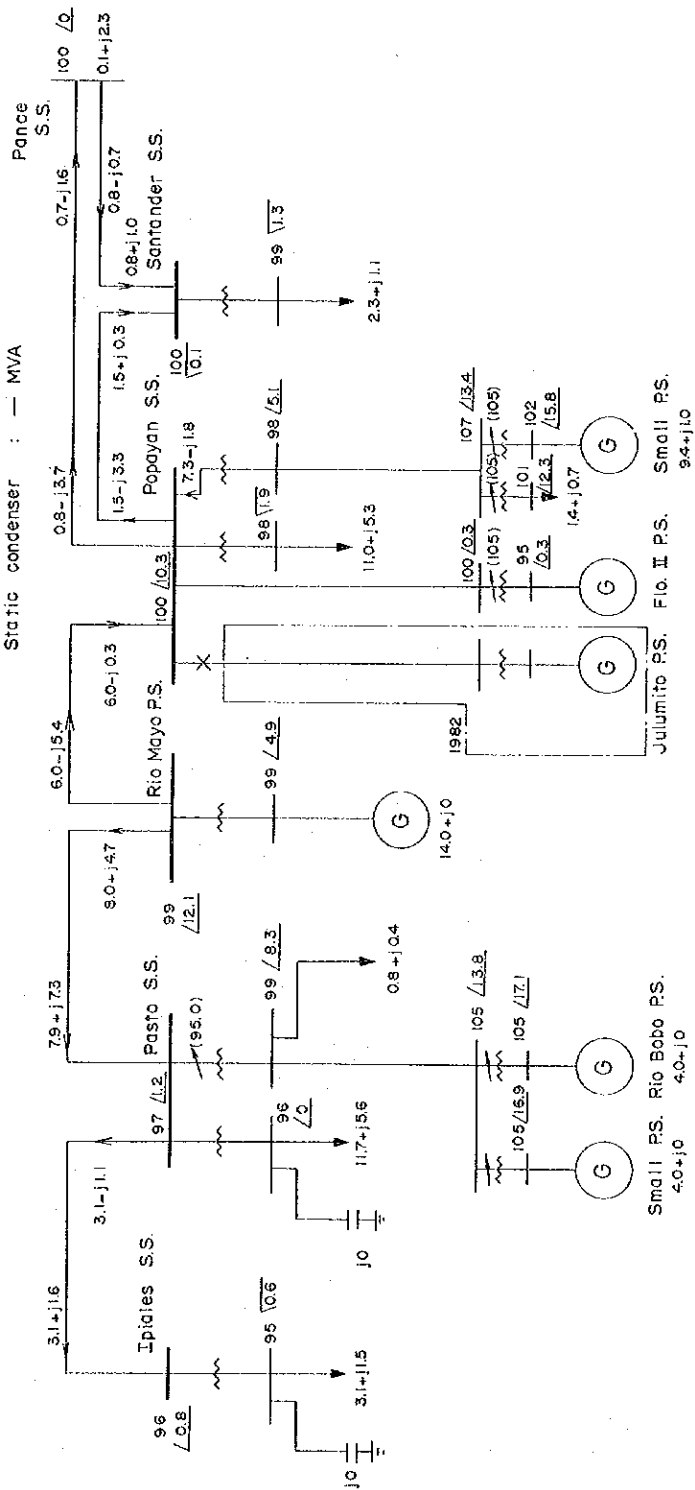 Static condenser : — MVA
Pance
S.S.
100 /0
0.1+j2.3
0.7-j1.6
0.8-j3.7
0.8-j0.7
0.8+j1.0
Santander S.S.
100
\0.1
99 \1.3
2.3+j1.1
1.5+j0.3
1.5-j3.3
Popayan S.S.
100 /10.3
7.3-j1.8
98 \1.9
11.0+j5.3
98 /5.1
107 /13.4
(105)
(105)
101
\12.3
1.4+j0.7
102
/15.8
G
Small P.S.
9.4+j1.0
100 /0.3
(105)
95
/0.3
G
Flo. II P.S.
1982
G
Julumito P.S.
6.0-j0.3
6.0-j5.4
Rio Mayo P.S.
99
/12.1
99 /4.9
G
14.0+j0
8.0+j4.7
7.9+j7.3
Pasto S.S.
97 /1.2
(95.0)
99 /8.3
0.8+j0.4
96
/0
11.7+j5.6
j0
105 /13.8
105 /17.1
G
Rio Bobo P.S.
4.0+j0
105 /16.9
G
Small P.S.
4.0+j0
3.1-j1.1
3.1+j1.6
Ipiales S.S.
96
/0.8
95 \0.6
3.1+j1.5
j0